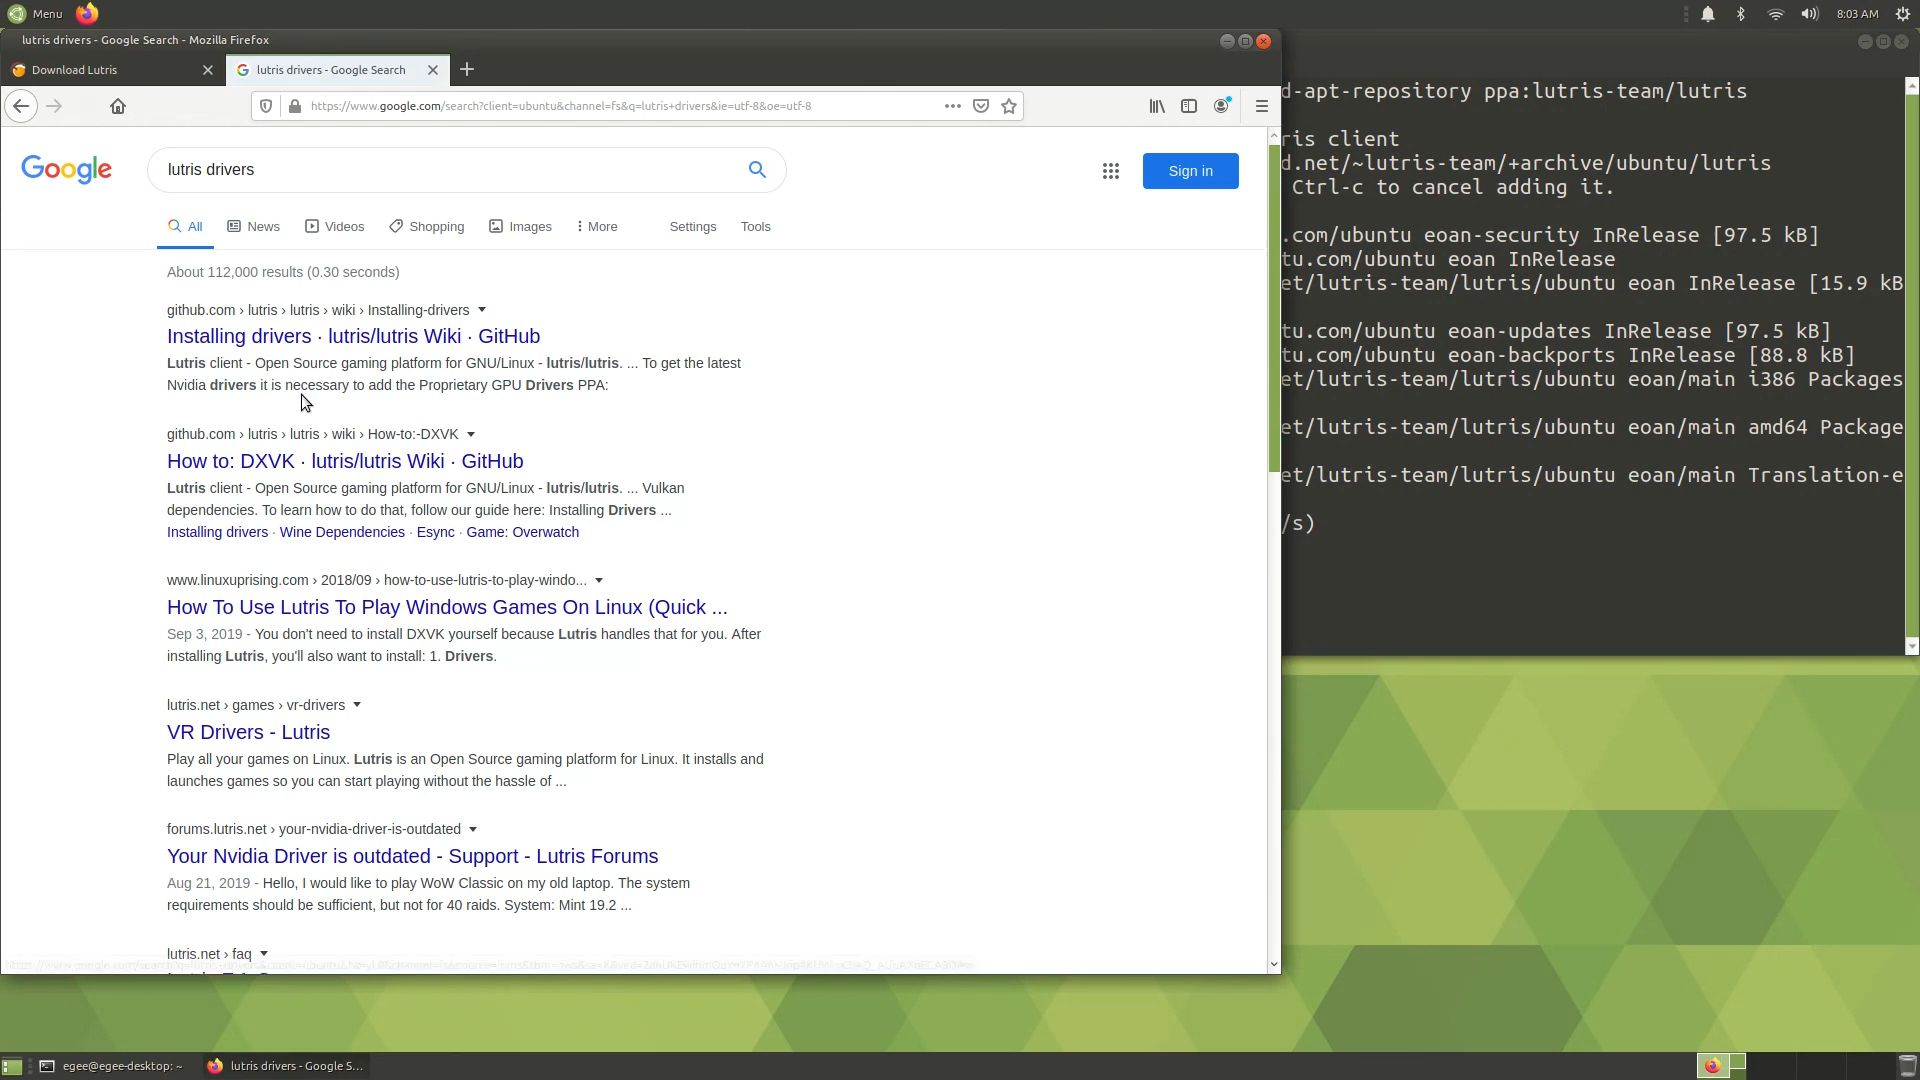 Menu
8:03 AM
lutris drivers - Google Search - Mozilla Firefox
Download Lutris
lutris drivers - Google Search
https://www.google.com/search?client=ubuntu&channel=fs&q=lutris+drivers&ie=utf-8&oe=utf-8
Google
lutris drivers
Sign in
All
News
Videos
Shopping
Images
More
Settings
Tools
About 112,000 results (0.30 seconds)
github.com › lutris › lutris › wiki › Installing-drivers
Installing drivers · lutris/lutris Wiki · GitHub
Lutris client - Open Source gaming platform for GNU/Linux - lutris/lutris. ... To get the latest
Nvidia drivers it is necessary to add the Proprietary GPU Drivers PPA:
github.com › lutris › lutris › wiki › How-to:-DXVK
How to: DXVK · lutris/lutris Wiki · GitHub
Lutris client - Open Source gaming platform for GNU/Linux - lutris/lutris. ... Vulkan
dependencies. To learn how to do that, follow our guide here: Installing Drivers ...
Installing drivers · Wine Dependencies · Esync · Game: Overwatch
www.linuxuprising.com › 2018/09 › how-to-use-lutris-to-play-windo...
How To Use Lutris To Play Windows Games On Linux (Quick ...
Sep 3, 2019 - You don't need to install DXVK yourself because Lutris handles that for you. After
installing Lutris, you'll also want to install: 1. Drivers.
lutris.net › games › vr-drivers
VR Drivers - Lutris
Play all your games on Linux. Lutris is an Open Source gaming platform for Linux. It installs and
launches games so you can start playing without the hassle of ...
forums.lutris.net › your-nvidia-driver-is-outdated
Your Nvidia Driver is outdated - Support - Lutris Forums
Aug 21, 2019 - Hello, I would like to play WoW Classic on my old laptop. The system
requirements should be sufficient, but not for 40 raids. System: Mint 19.2 ...
lutris.net › faq
d-apt-repository ppa:lutris-team/lutris
ris client
d.net/~lutris-team/+archive/ubuntu/lutris
Ctrl-c to cancel adding it.
.com/ubuntu eoan-security InRelease [97.5 kB]
tu.com/ubuntu eoan InRelease
et/lutris-team/lutris/ubuntu eoan InRelease [15.9 kB
tu.com/ubuntu eoan-updates InRelease [97.5 kB]
tu.com/ubuntu eoan-backports InRelease [88.8 kB]
et/lutris-team/lutris/ubuntu eoan/main i386 Packages
et/lutris-team/lutris/ubuntu eoan/main amd64 Package
et/lutris-team/lutris/ubuntu eoan/main Translation-e
/s)
egee@egee-desktop: ~
lutris drivers - Google S...